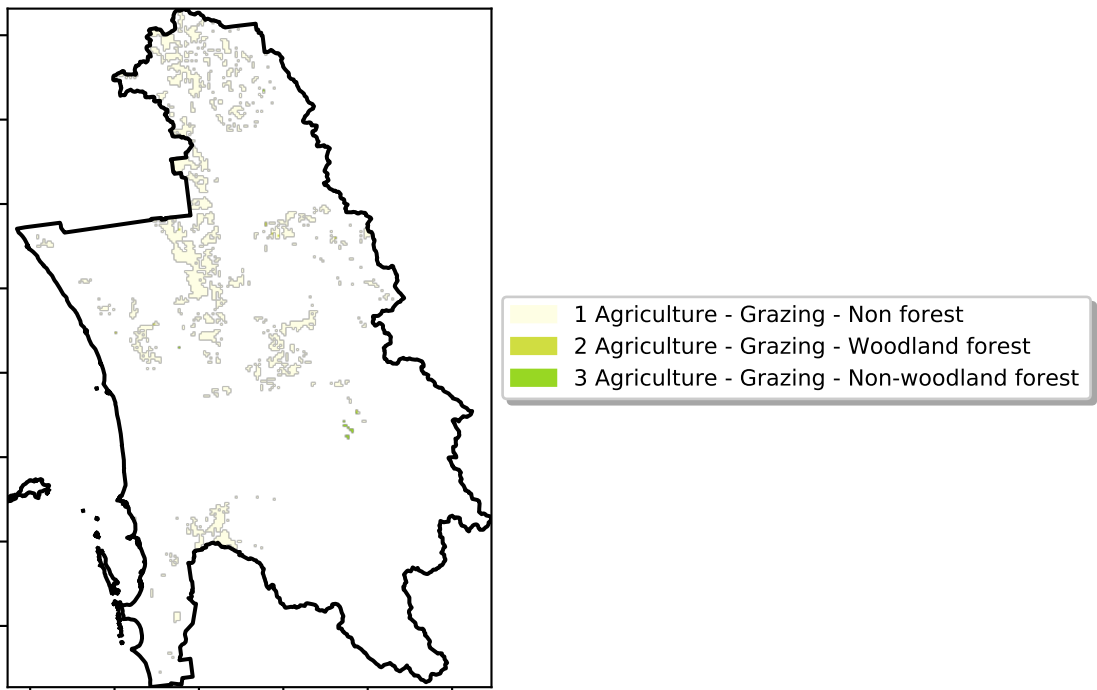 1 Agriculture - Grazing - Non forest
2 Agriculture - Grazing - Woodland forest
3 Agriculture - Grazing - Non-woodland forest